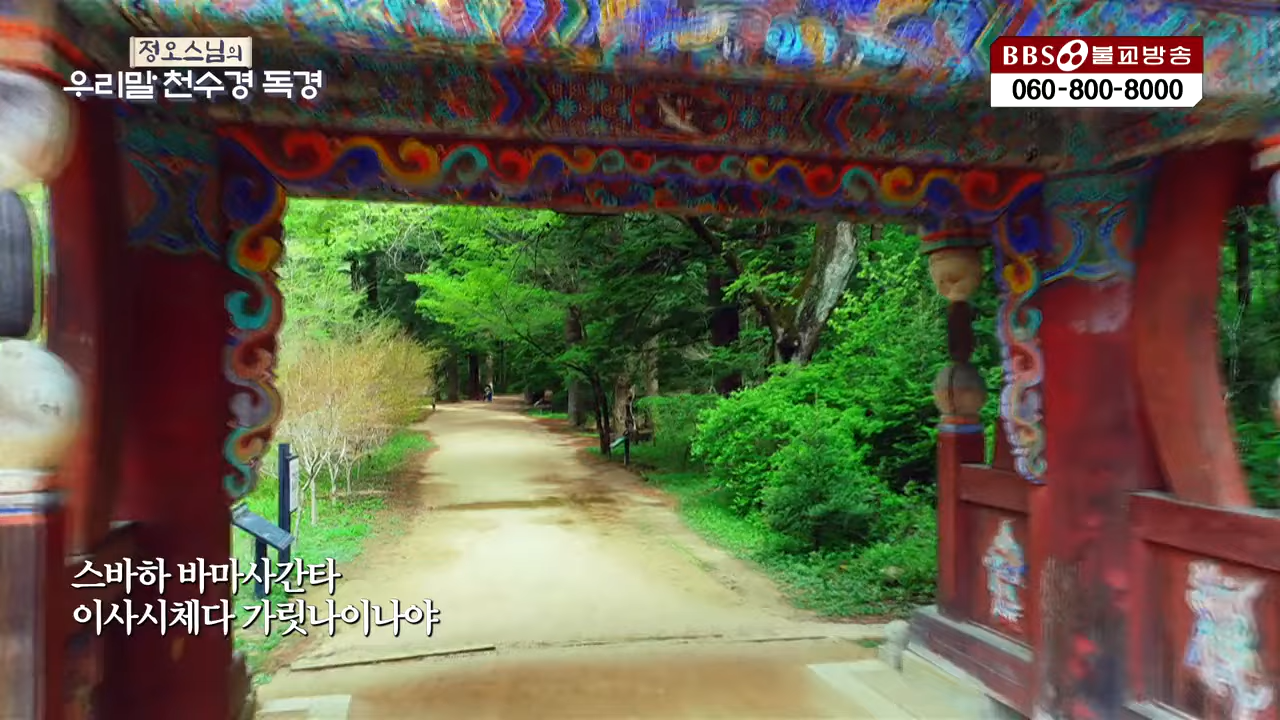 정오스님의
우리말 천수경 독경
BBS 불교방송
060-800-8000
스바하 바마사간타
이사시체다 가릿나이나야